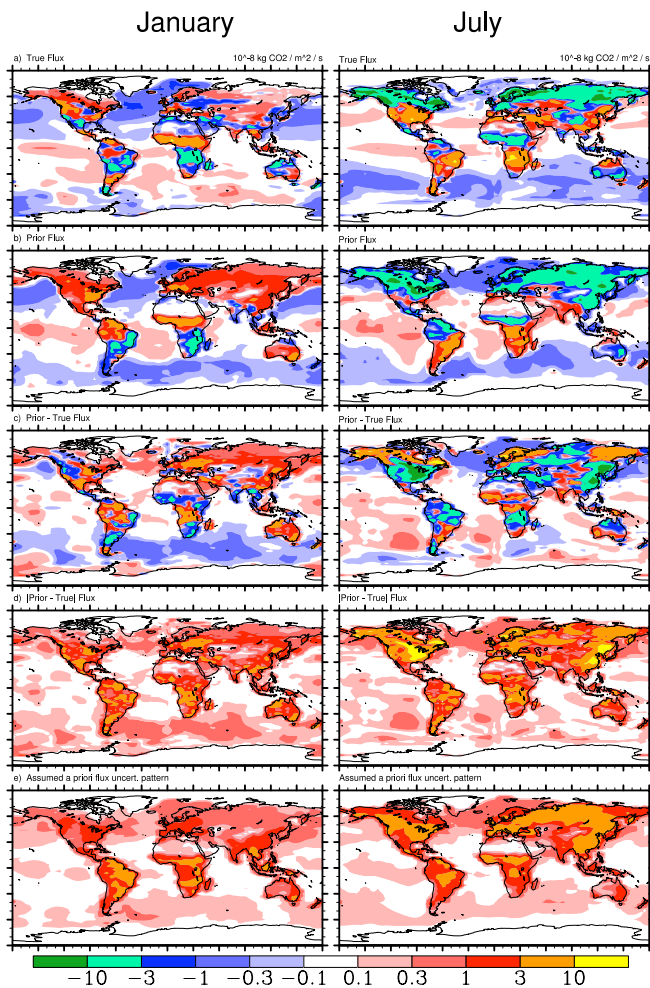 January July
a) True Flux 10^-8 kg CO2 / m^2 / s True Flux 10^-8 kg CO2 / m^2 / s
b) Prior Flux Prior Flux
c) Prior - True Flux Prior - True Flux
d) |Prior - True| Flux |Prior - True| Flux
e) Assumed a priori flux uncert. pattern Assumed a priori flux uncert. pattern
−10 −3 −1 −0.3 −0.1 0.1 0.3 1 3 10